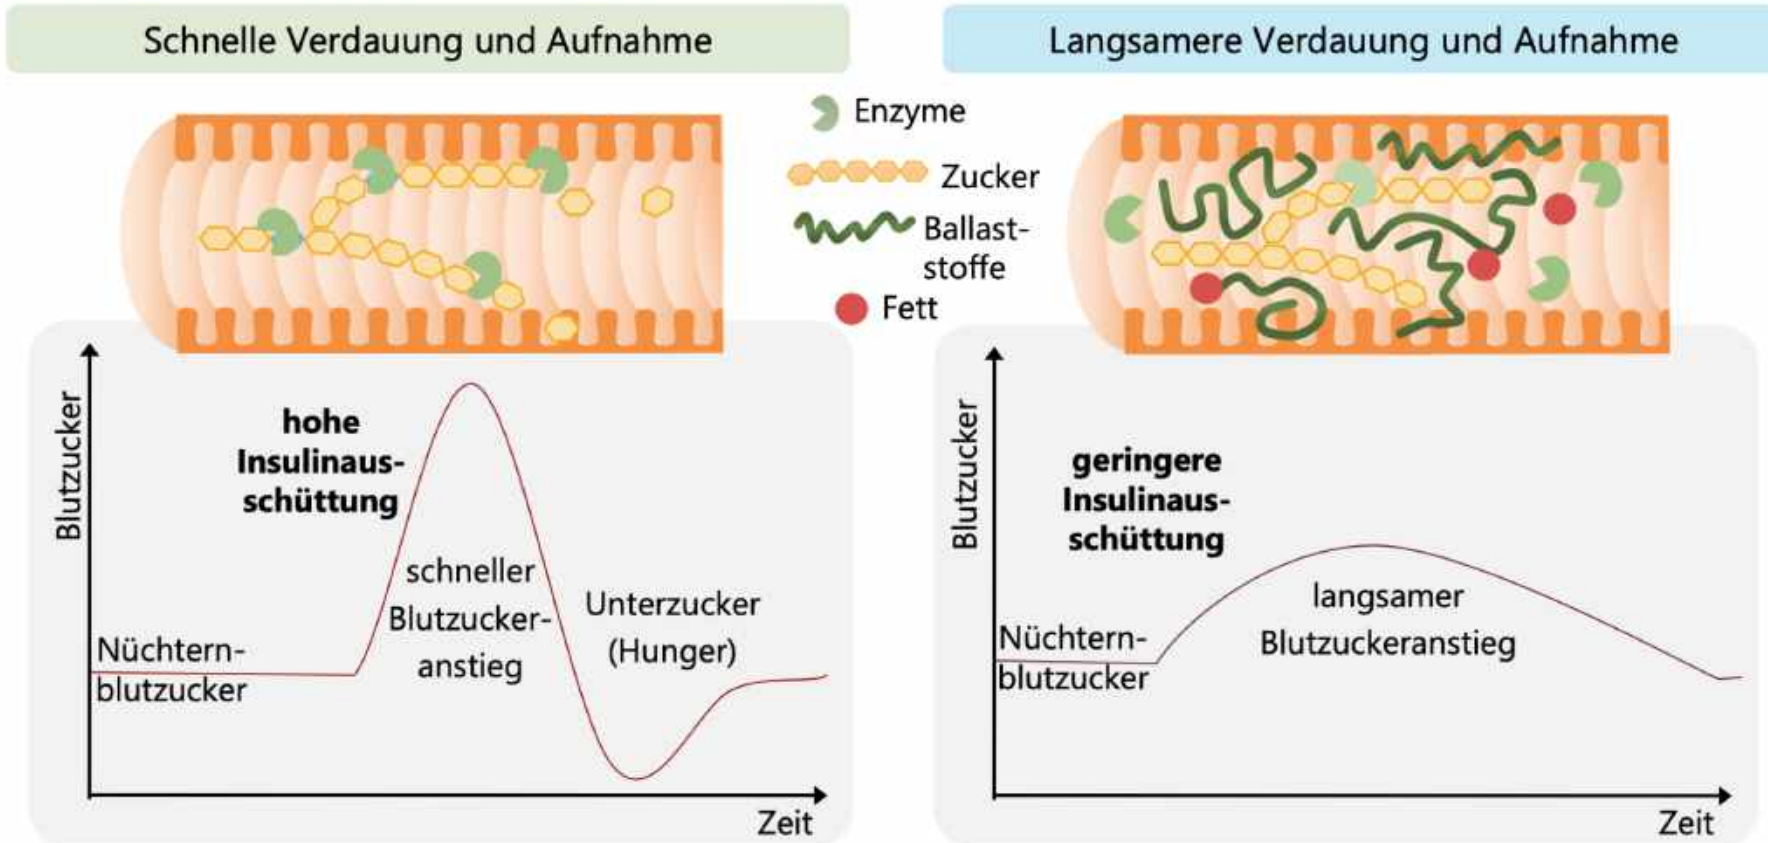 Schnelle Verdauung und Aufnahme
Langsamere Verdauung und Aufnahme
Enzyme
Zucker
Ballast-
stoffe
Fett
Blutzucker
hohe
Insulinaus-
schüttung
schneller
Blutzucker-
anstieg
Unterzucker
(Hunger)
Nüchtern-
blutzucker
Zeit
Blutzucker
geringere
Insulinaus-
schüttung
langsamer
Blutzuckeranstieg
Nüchtern-
blutzucker
Zeit